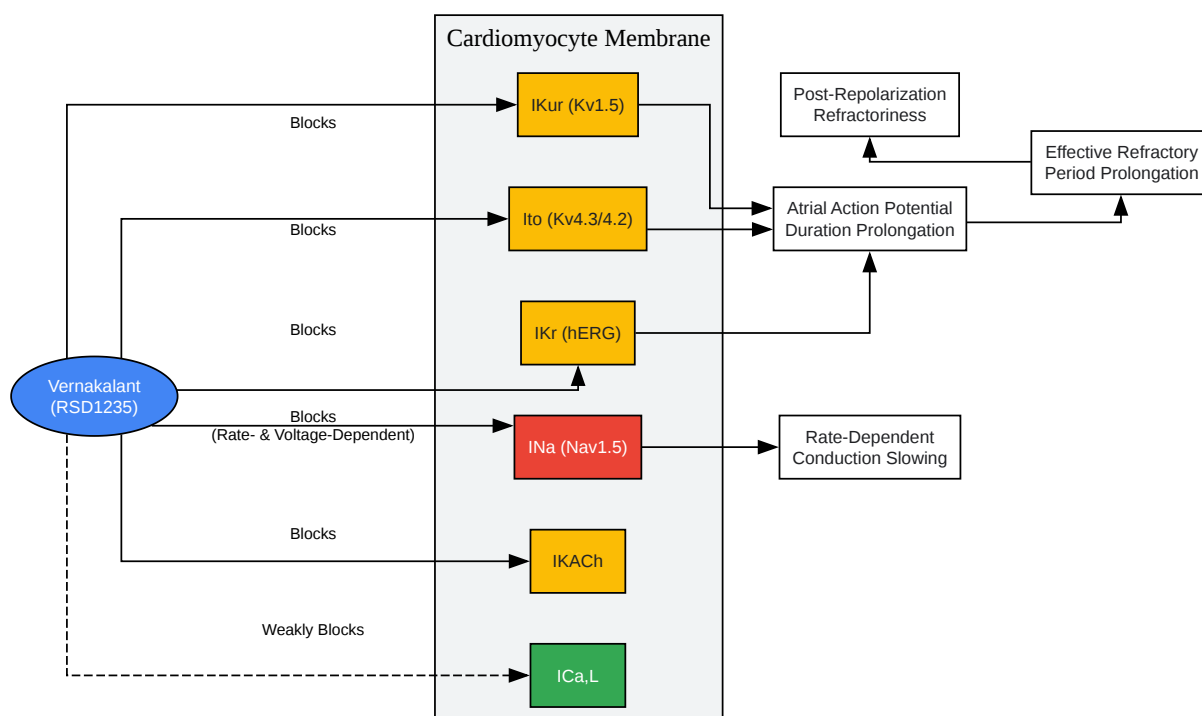 Cardiomyocyte Membrane
IKur (Kv1.5)
Blocks
Post-Repolarization
Refractoriness
Effective Refractory
Period Prolongation
Ito (Kv4.3/4.2)
Blocks
Atrial Action Potential
Duration Prolongation
Blocks
IKr (hERG)
Vernakalant
(RSD1235)
Blocks
(Rate- & Voltage-Dependent)
INa (Nav1.5)
Rate-Dependent
Conduction Slowing
Blocks
IKACh
Weakly Blocks
ICa,L